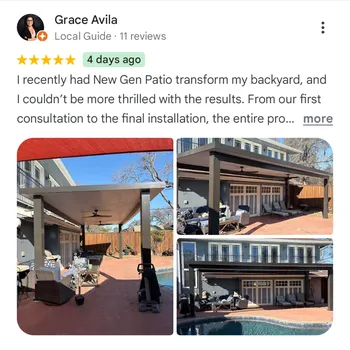 Grace Avila
Local Guide · 11 reviews
4 days ago
I recently had New Gen Patio transform my backyard, and
I couldn’t be more thrilled with the results. From our first
consultation to the final installation, the entire pro... more